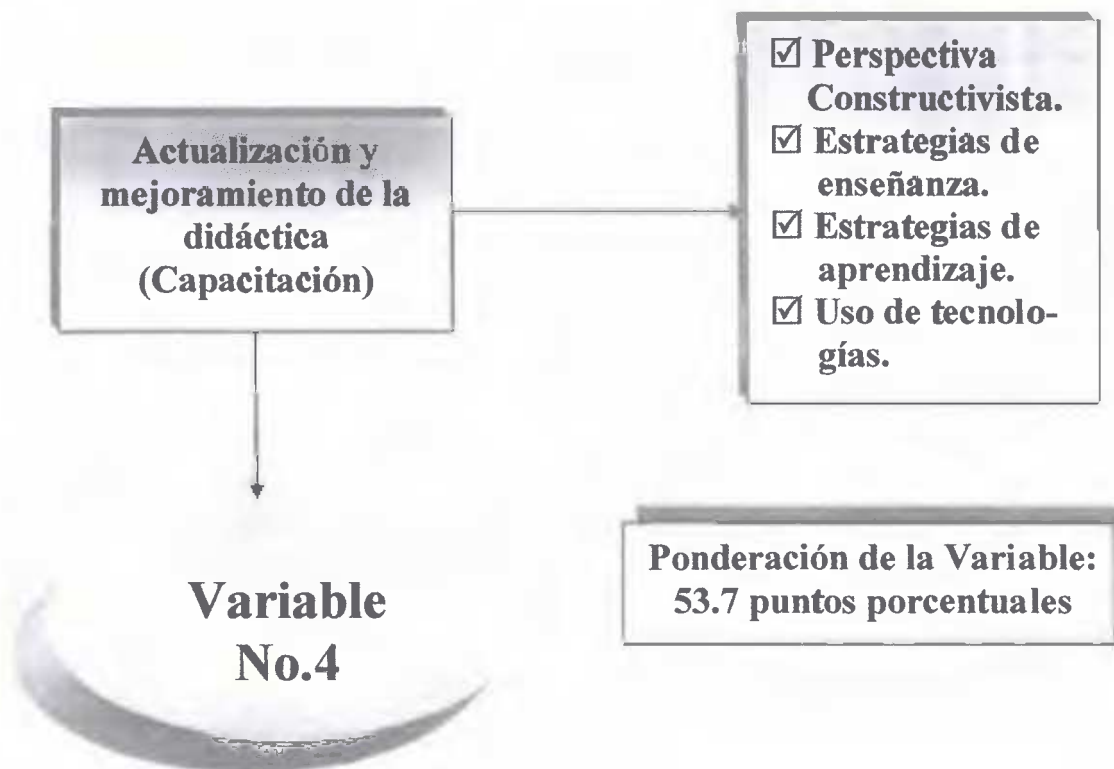 Actualización y
mejoramiento de la
didáctica
(Capacitación)
☑ Perspectiva
Constructivista.
☑ Estrategias de
enseñanza.
☑ Estrategias de
aprendizaje.
☑ Uso de tecnolo-
gías.
Variable
No.4
Ponderación de la Variable:
53.7 puntos porcentuales